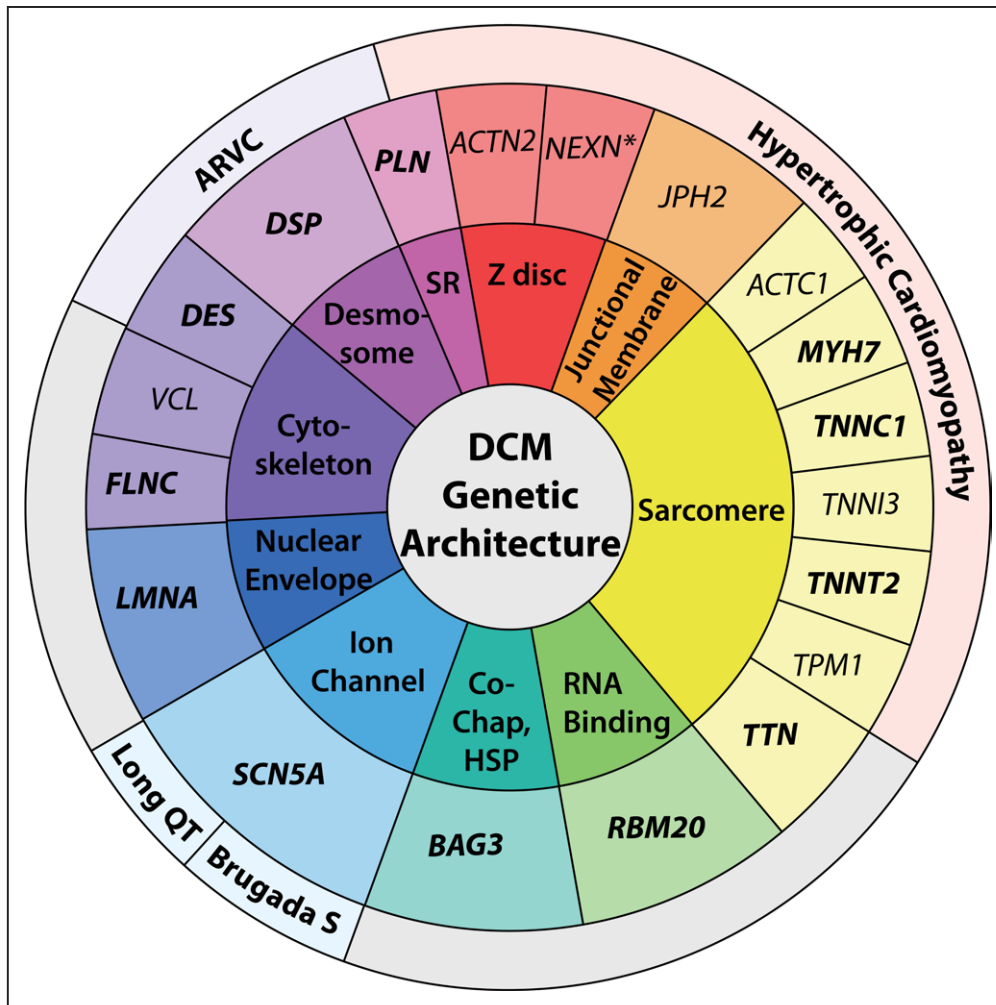 DCM
Genetic
Architecture
ARVC
Hypertrophic Cardiomyopathy
Long QT
Brugada S
Z disc
Junctional
Membrane
Sarcomere
RNA
Binding
Co-
Chap,
HSP
Ion
Channel
Nuclear
Envelope
Cyto-
skeleton
Desmo-
some
SR
ACTN2
NEXN*
JPH2
ACTC1
MYH7
TNNC1
TNNI3
TNNT2
TPM1
TTN
RBM20
BAG3
SCN5A
LMNA
FLNC
VCL
DES
DSP
PLN